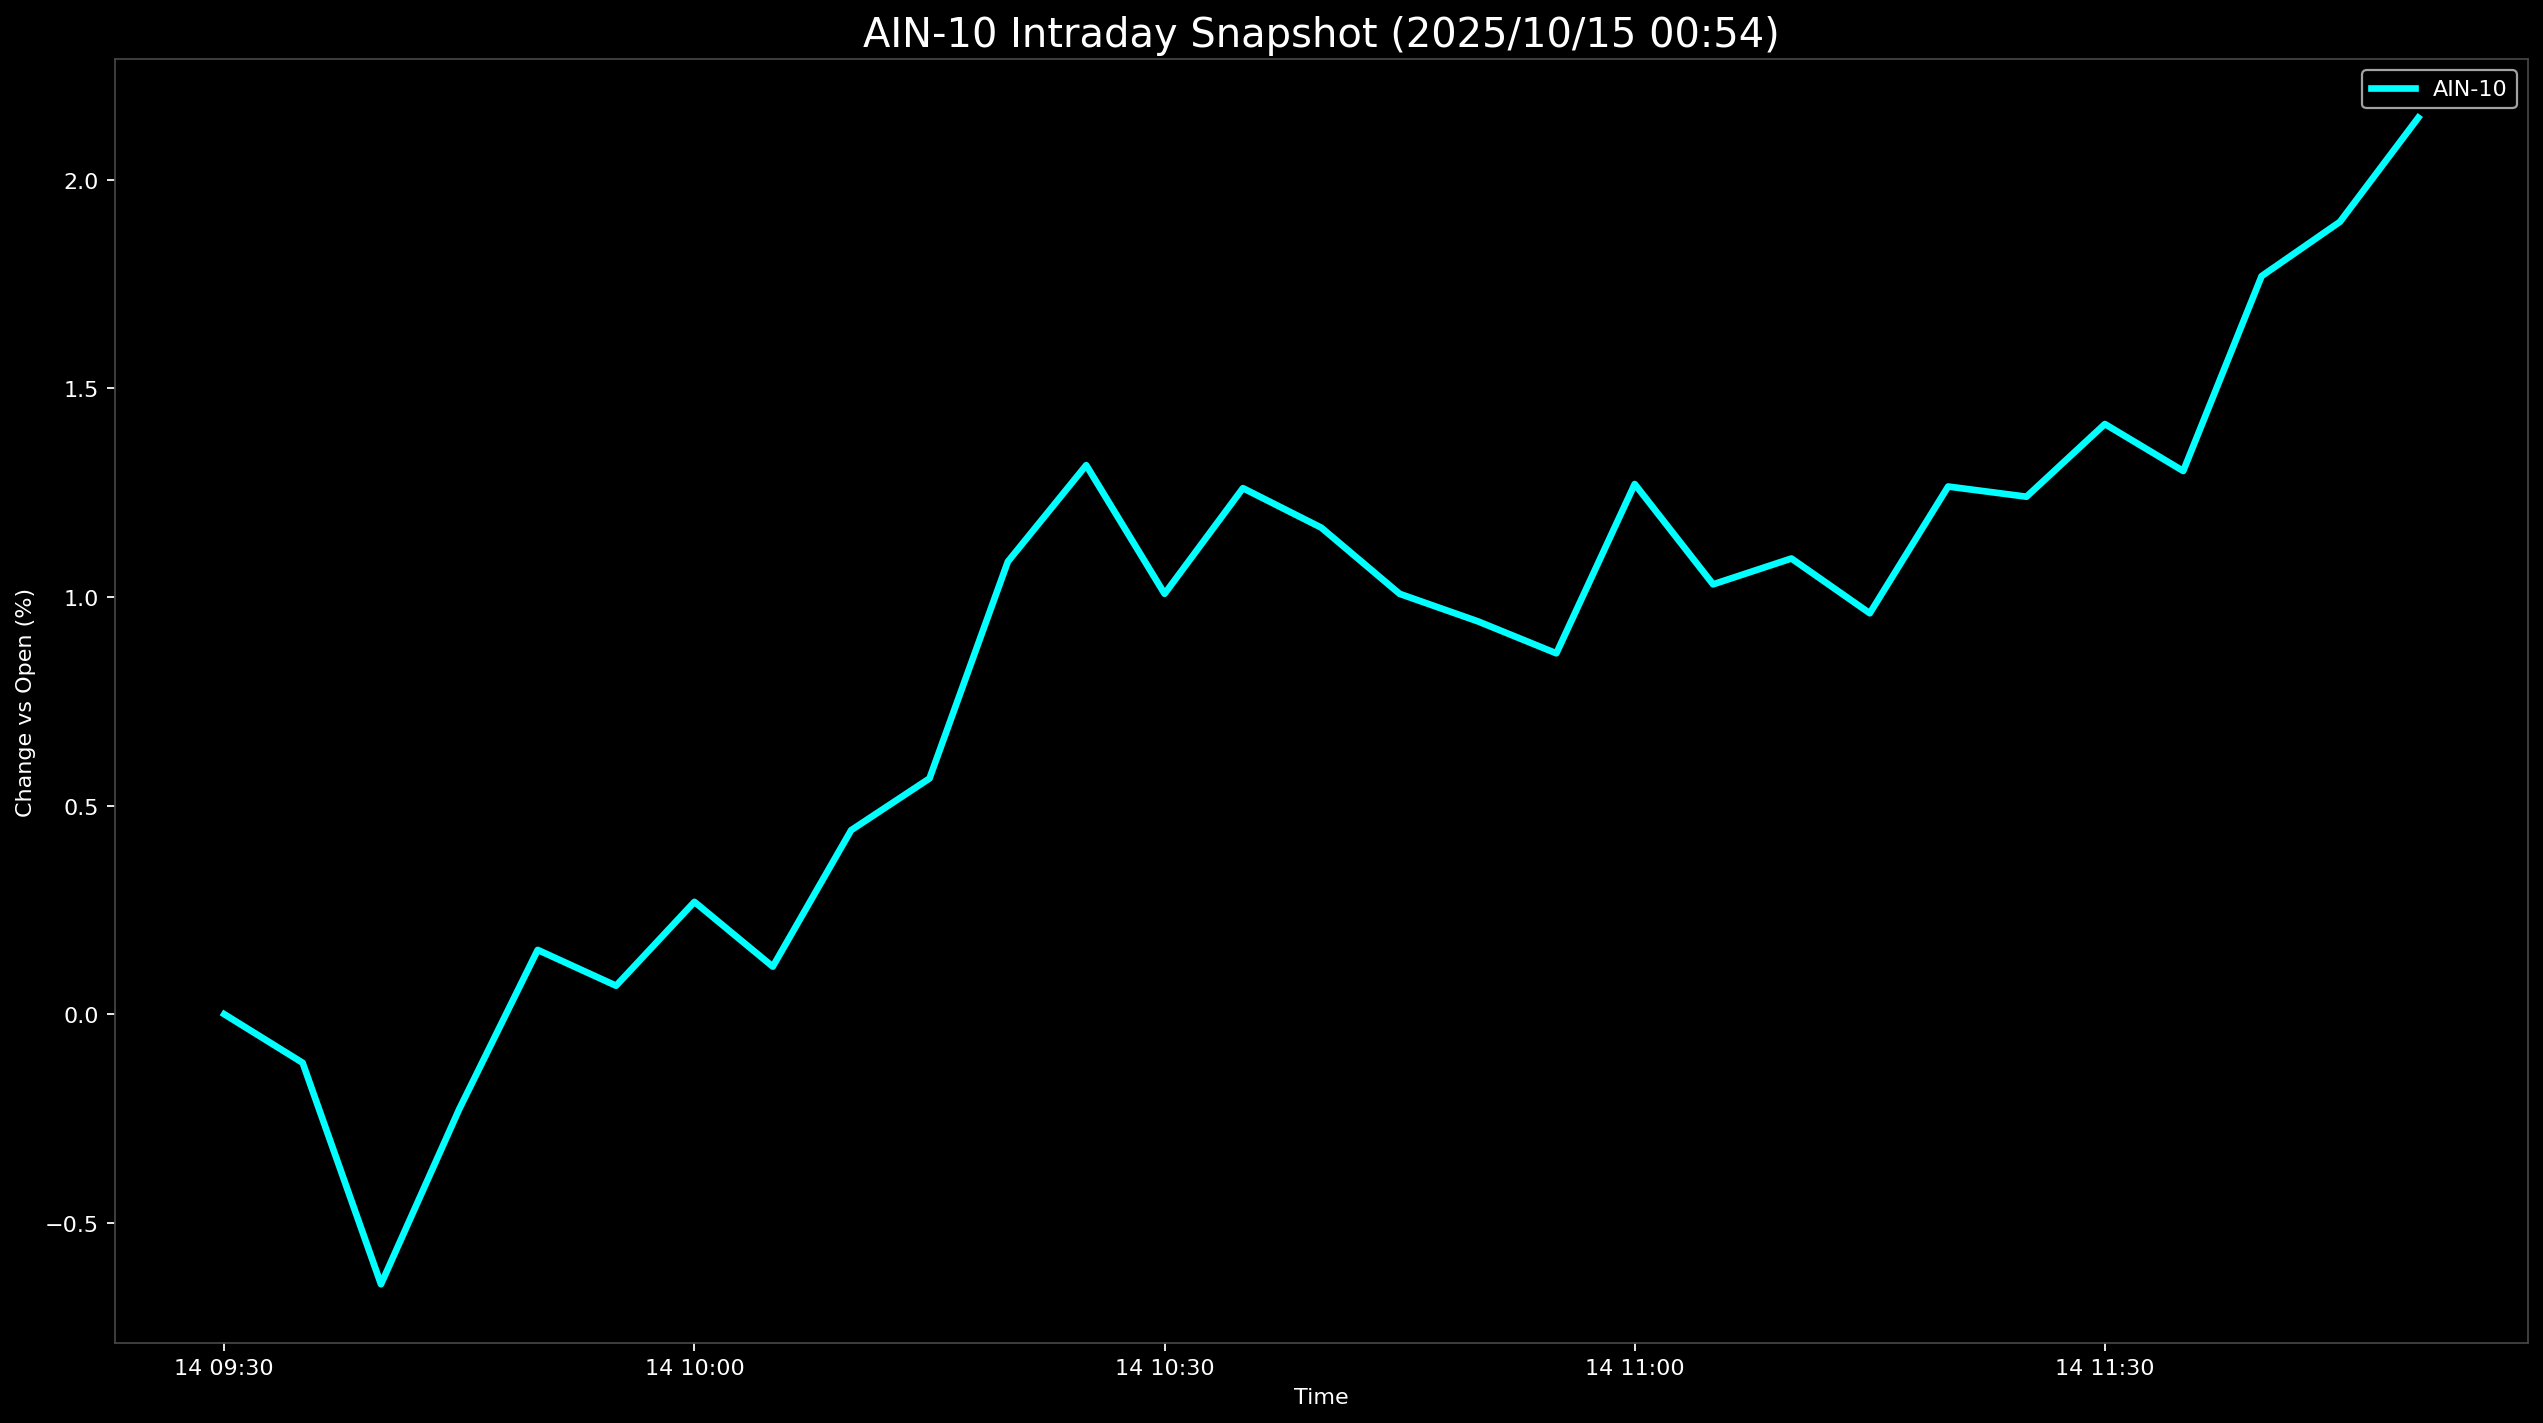 AIN-10 Intraday Snapshot (2025/10/15 00:54)
AIN-10
2.0
1.5
1.0
0.5
0.0
−0.5
Change vs Open (%)
14 09:30
14 10:00
14 10:30
14 11:00
14 11:30
Time